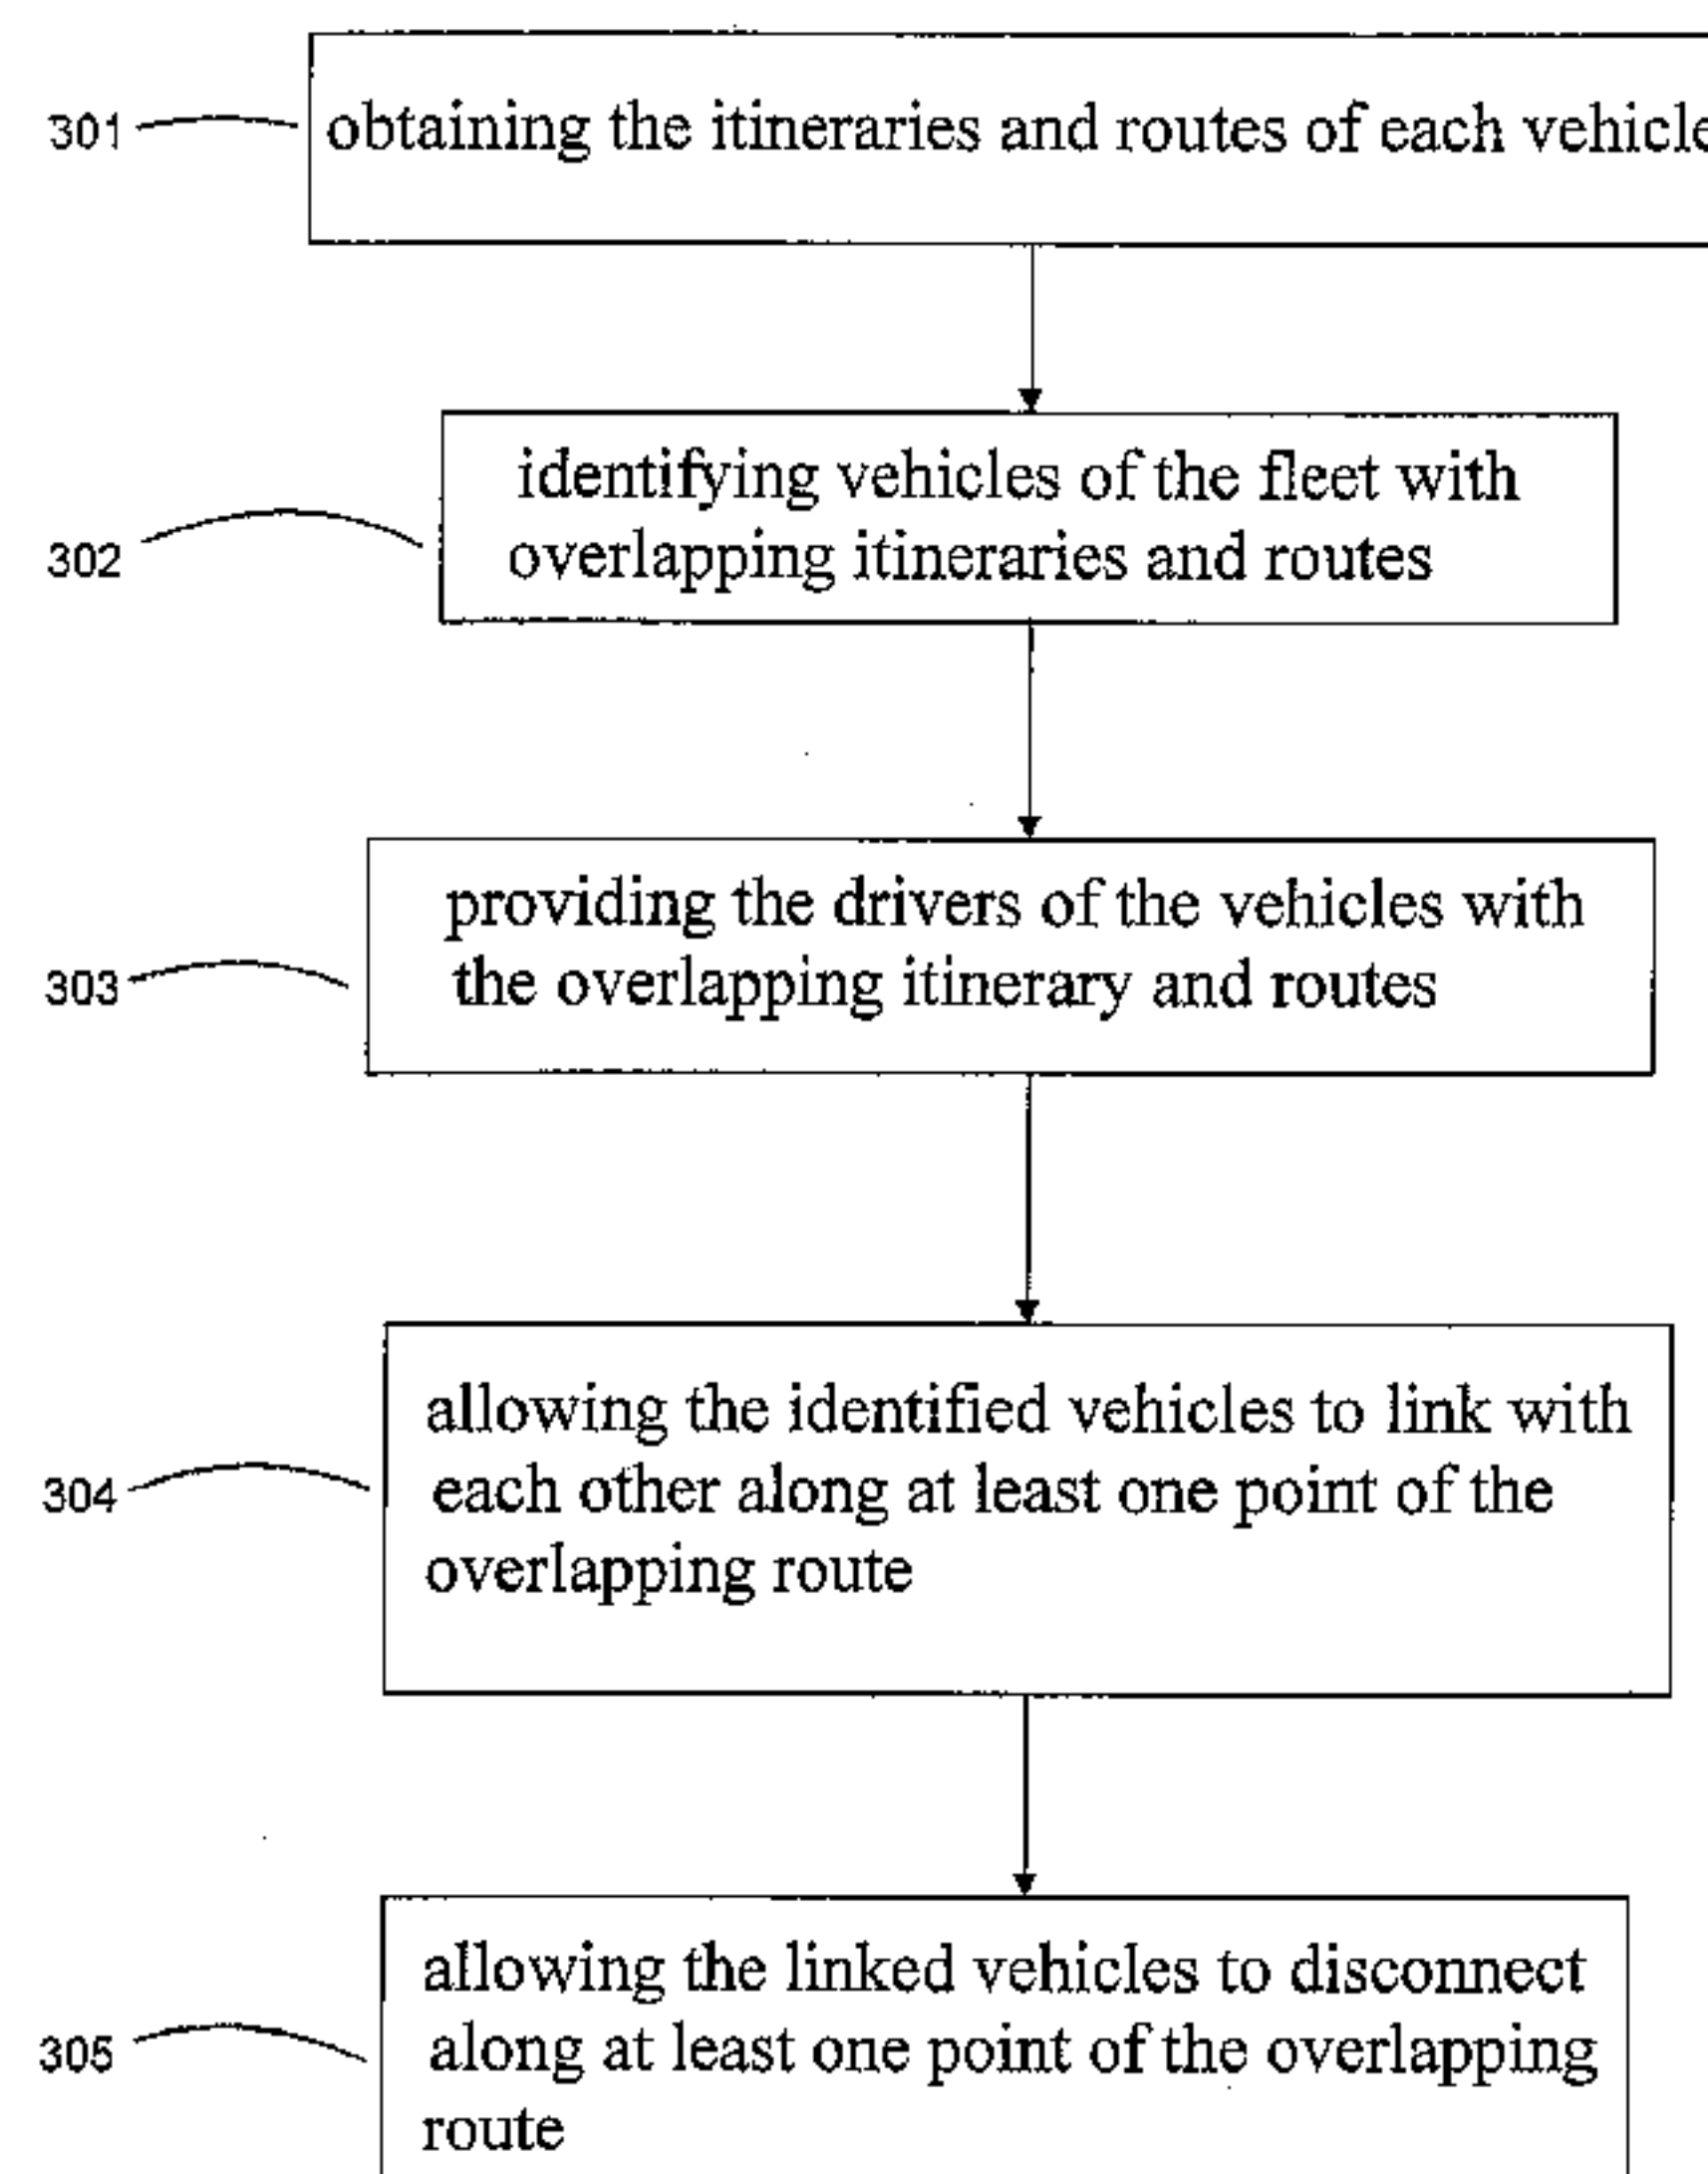 301 obtaining the itineraries and routes of each vehicle
identifying vehicles of the fleet with
302 overlapping itineraries and routes
providing the drivers of the vehicles with
303 the overlapping itinerary and routes
allowing the identified vehicles to link with
304 each other along at least one point of the
overlapping route
allowing the linked vehicles to disconnect
305 along at least one point of the overlapping
route